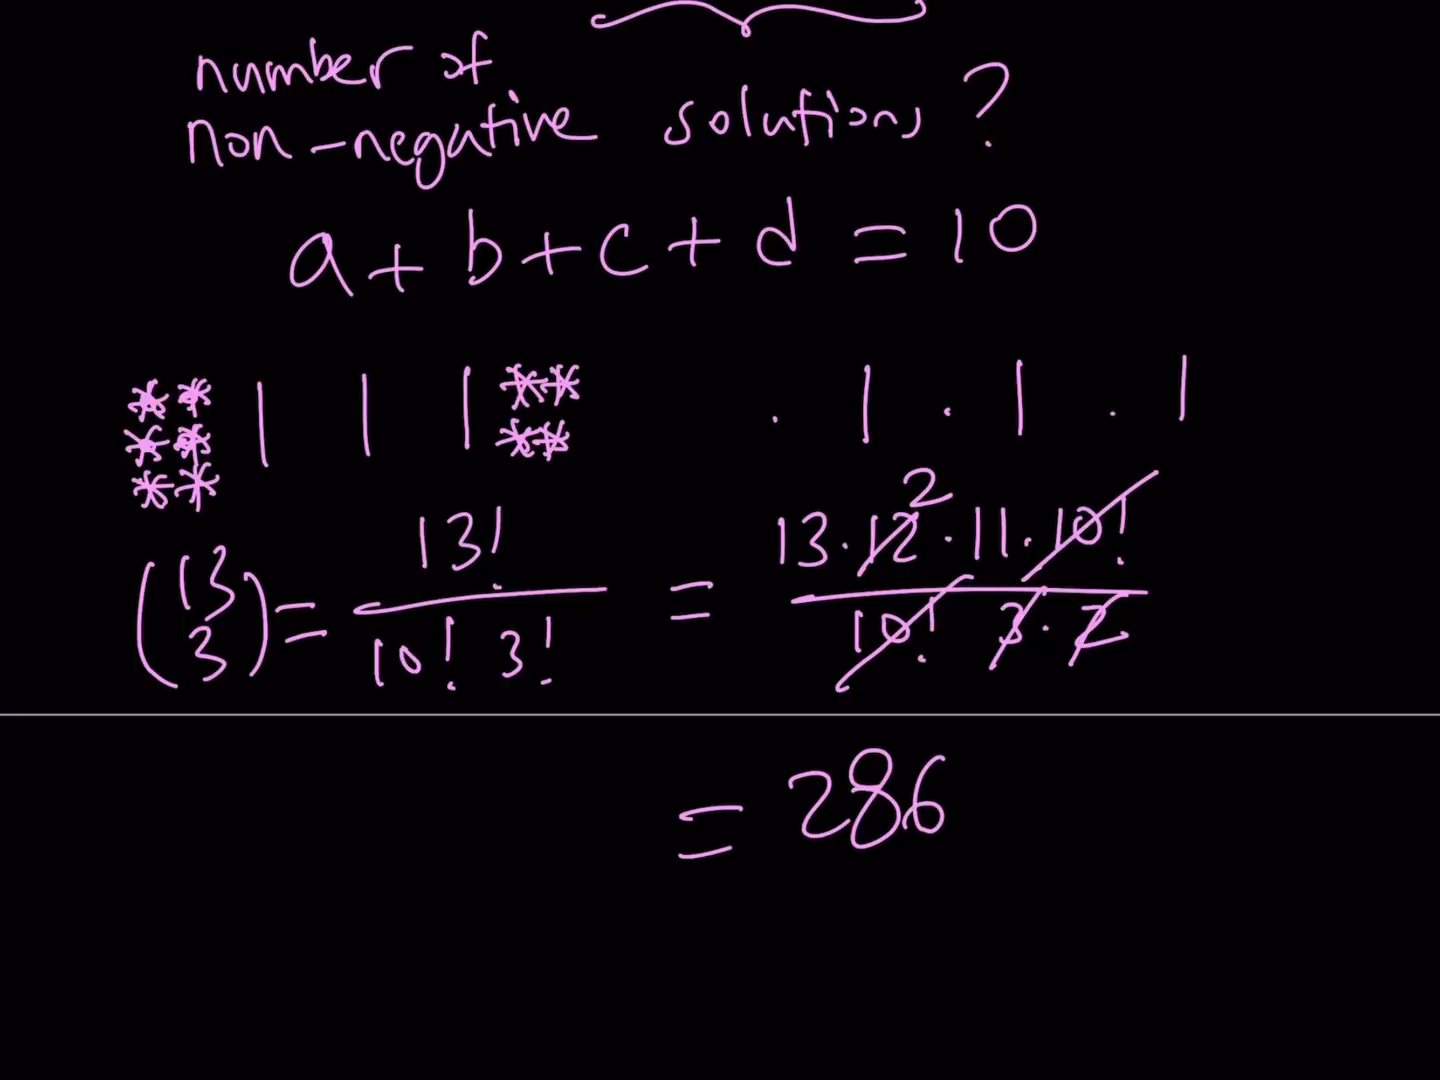 number of
non-negative solutions?
a + b + c + d = 10
** | | | ** . | . | . |
** **
**
(13 3) = 13! / 10! 3! = 13 · 12 2 · 11 · 10! / 10! 3 · 2
= 286